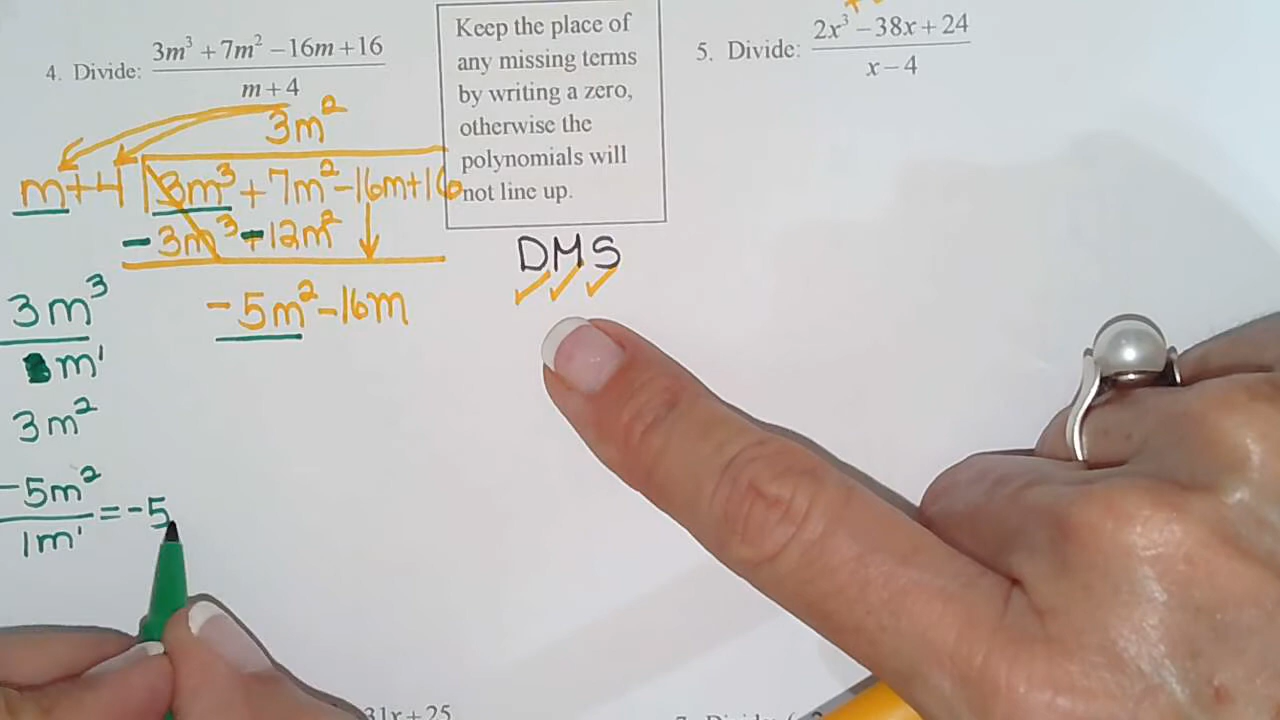 4. Divide: 3m³ + 7m² − 16m + 16
m + 4
3m²
m+4 3m³ + 7m² - 16m + 16
- 3m³ - 12m²
-5m² - 16m
3m³
m¹
3m²
-5m² = -5
1m¹
Keep the place of
any missing terms
by writing a zero,
otherwise the
polynomials will
not line up.
DMS
5. Divide: 2x³ − 38x + 24
x − 4
31x + 25